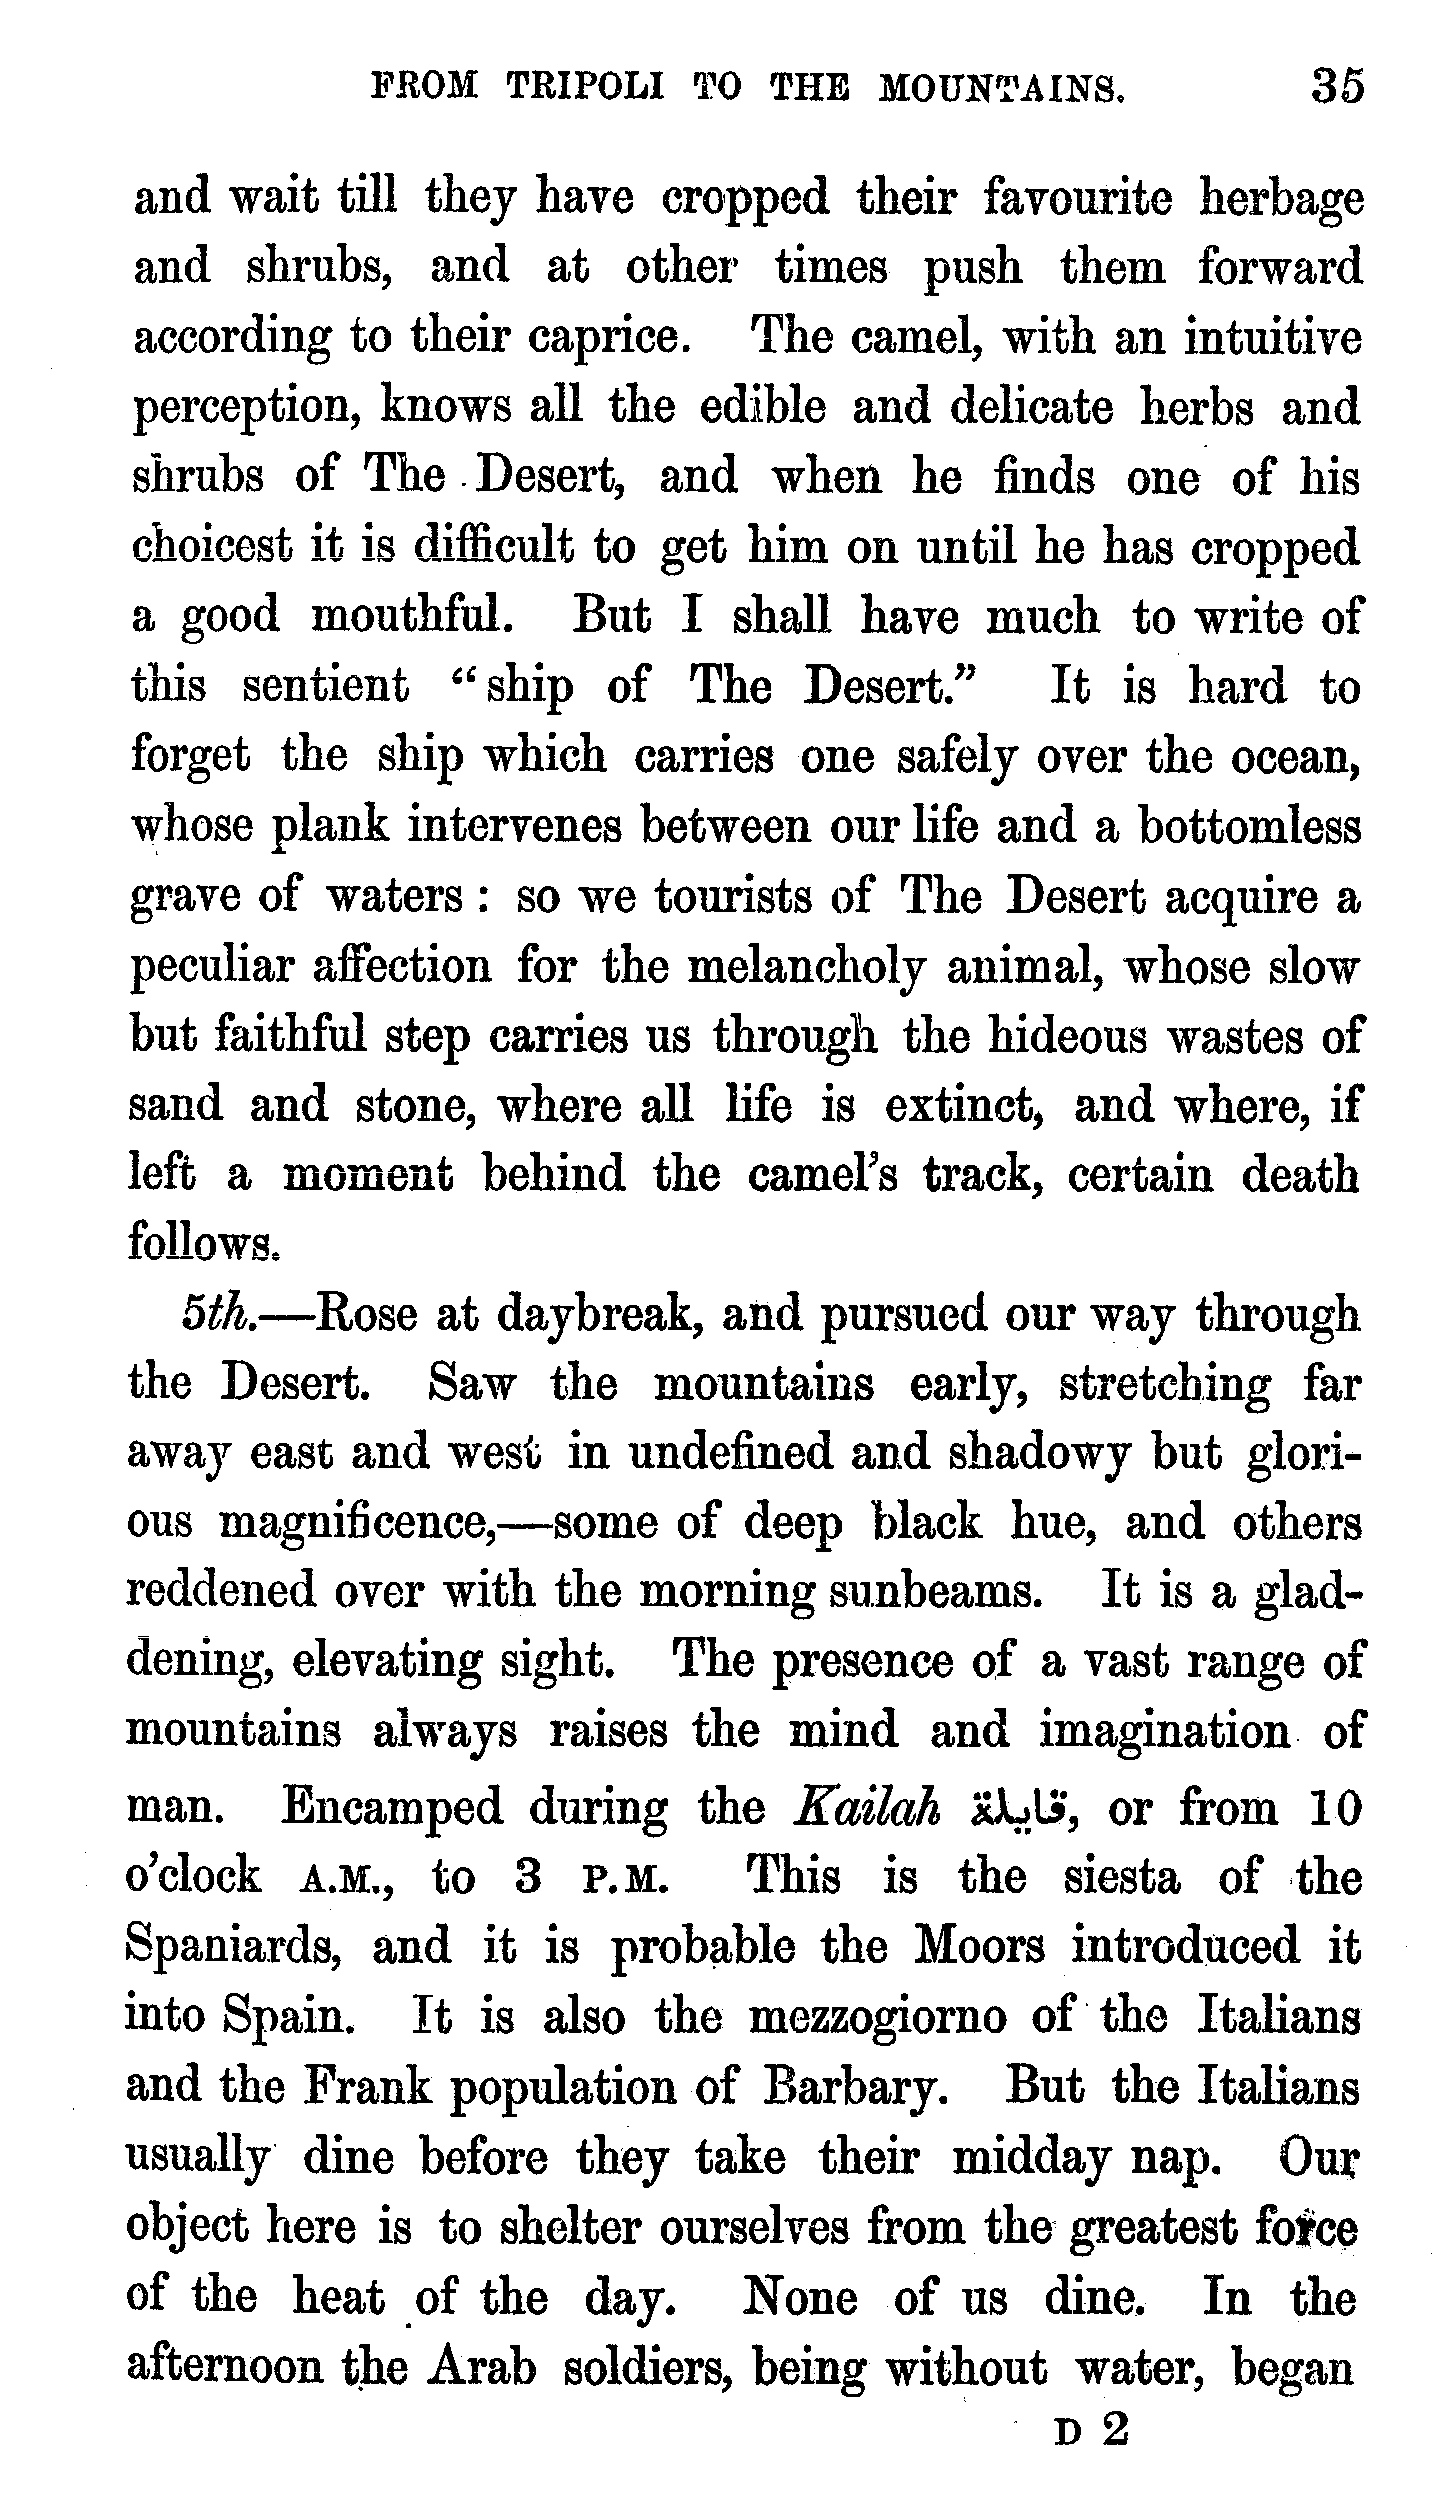 FROM TRIPOLI TO THE MOUNTAINS. 35
and wait till they have cropped their favourite herbage
and shrubs, and at other times push them forward
according to their caprice. The camel, with an intuitive
perception, knows all the edible and delicate herbs and
shrubs of The Desert, and when he finds one of his
choicest it is difficult to get him on until he has cropped
a good mouthful. But I shall have much to write of
this sentient “ship of The Desert.” It is hard to
forget the ship which carries one safely over the ocean,
whose plank intervenes between our life and a bottomless
grave of waters : so we tourists of The Desert acquire a
peculiar affection for the melancholy animal, whose slow
but faithful step carries us through the hideous wastes of
sand and stone, where all life is extinct, and where, if
left a moment behind the camel’s track, certain death
follows.
5th.—Rose at daybreak, and pursued our way through
the Desert. Saw the mountains early, stretching far
away east and west in undefined and shadowy but glori-
ous magnificence,—some of deep black hue, and others
reddened over with the morning sunbeams. It is a glad-
dening, elevating sight. The presence of a vast range of
mountains always raises the mind and imagination of
man. Encamped during the Kailah قايلة, or from 10
o’clock A.M., to 3 P.M. This is the siesta of the
Spaniards, and it is probable the Moors introduced it
into Spain. It is also the mezzogiorno of the Italians
and the Frank population of Barbary. But the Italians
usually dine before they take their midday nap. Our
object here is to shelter ourselves from the greatest force
of the heat of the day. None of us dine. In the
afternoon the Arab soldiers, being without water, began
D 2